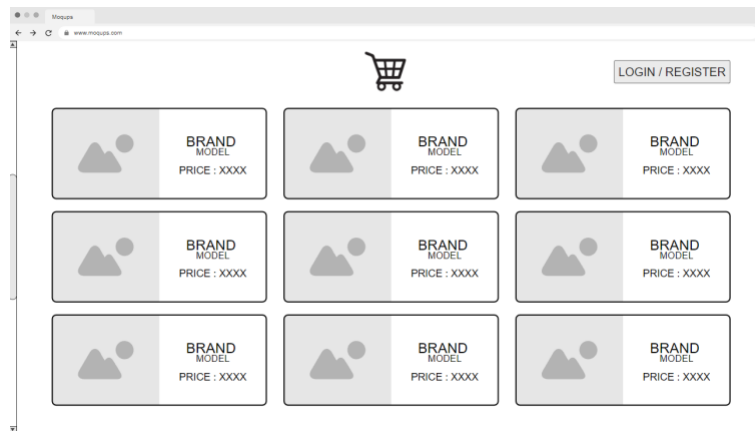 Moqups
www.moqups.com
LOGIN / REGISTER
BRAND
MODEL
PRICE : XXXX
BRAND
MODEL
PRICE : XXXX
BRAND
MODEL
PRICE : XXXX
BRAND
MODEL
PRICE : XXXX
BRAND
MODEL
PRICE : XXXX
BRAND
MODEL
PRICE : XXXX
BRAND
MODEL
PRICE : XXXX
BRAND
MODEL
PRICE : XXXX
BRAND
MODEL
PRICE : XXXX